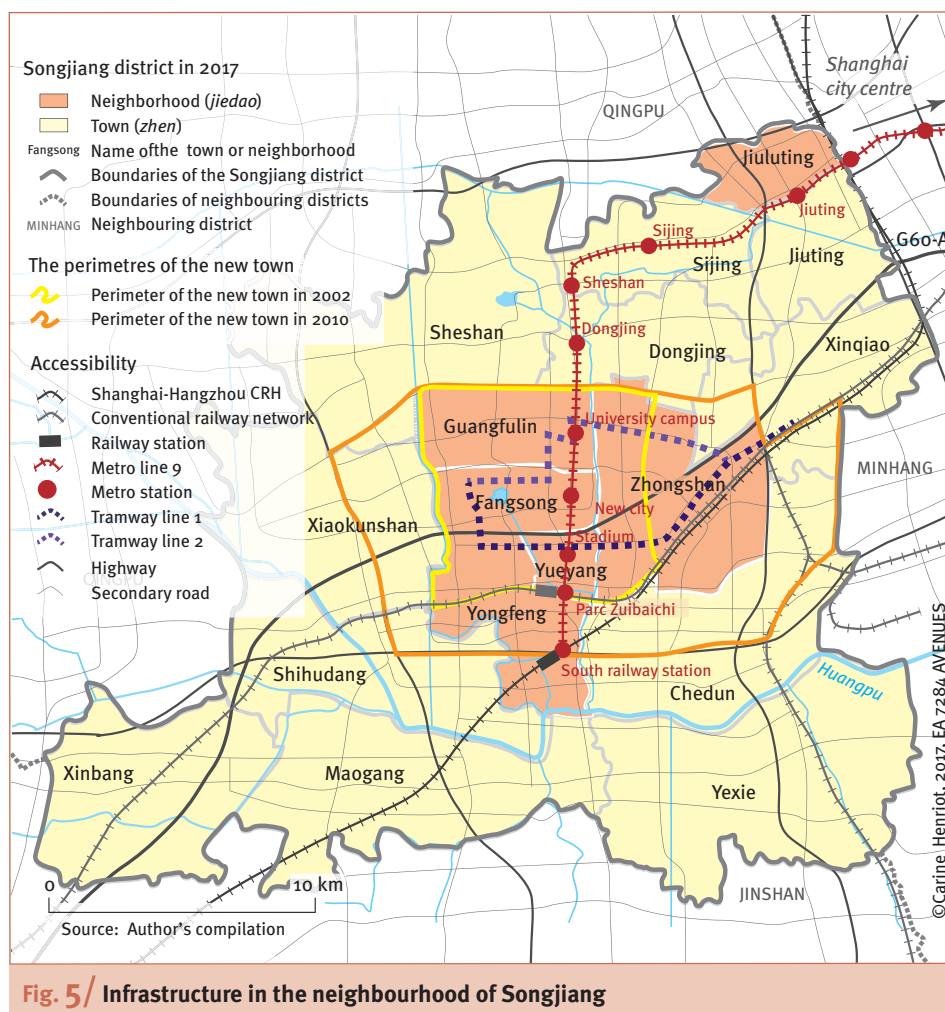 Songjiang district in 2017
Neighborhood (jiedao)
Town (zhen)
Fangsong Name ofthe town or neighborhood
Boundaries of the Songjiang district
Boundaries of neighbouring districts
MINHANG Neighbouring district
The perimetres of the new town
Perimeter of the new town in 2002
Perimeter of the new town in 2010
Accessibility
Shanghai-Hangzhou CRH
Conventional railway network
Railway station
Metro line 9
Metro station
Tramway line 1
Tramway line 2
Highway
Secondary road
QINGPU
Shanghai
city centre
QINGPU
Jiuluting
Jiuting
Sijing
Sijing
Jiuting
G60-A
Sheshan
Sheshan
Dongjing
Dongjing
Xinqiao
Guangfulin
University campus
MINHANG
Zhongshan
Fangsong
New city
Xiaokunshan
Stadium
Yueyang
Yongfeng
Parc Zuibaichi
South railway station
Shihudang
Chedun
Huangpu
Xinbang
Maogang
Yexie
JINSHAN
0 10 km
Source: Author's compilation
©Carine Henriot, 2017, EA 7284 AVENUES
Fig. 5/ Infrastructure in the neighbourhood of Songjiang